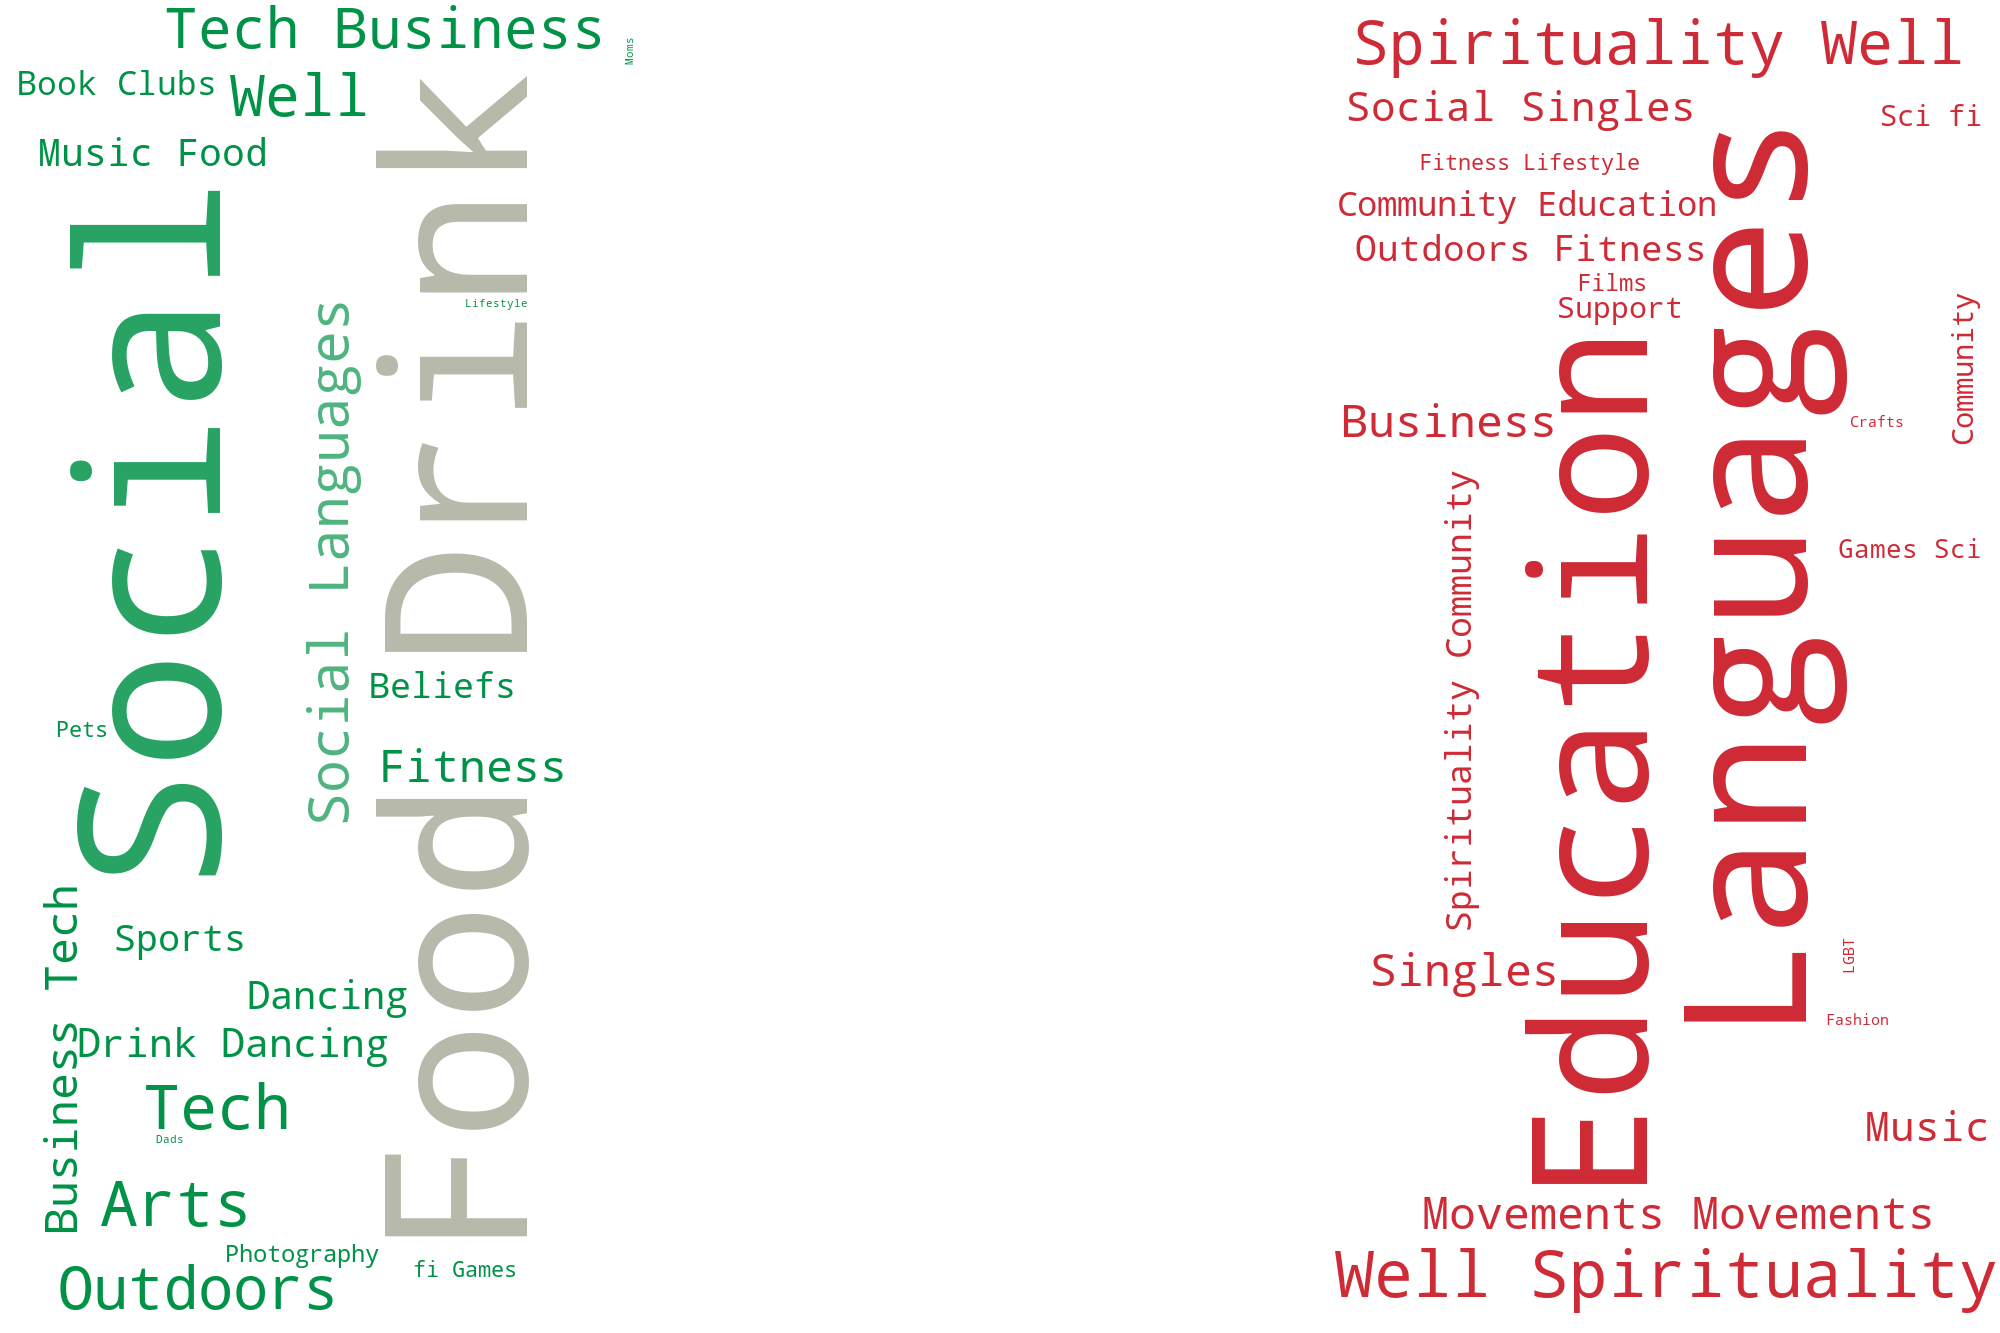 Tech Business
Moms
Book Clubs
Well
Music Food
Social
Social Languages
Food Drink
Lifestyle
Beliefs
Pets
Fitness
Business Tech
Sports
Dancing
Drink Dancing
Tech
Dads
Arts
Photography
fi Games
Outdoors
Spirituality Well
Social Singles
Sci fi
Fitness Lifestyle
Community Education
Outdoors Fitness
Films
Support
Community
Business
Crafts
Spirituality Community
Education
Languages
Games Sci
Singles
LGBT
Fashion
Music
Movements Movements
Well Spirituality